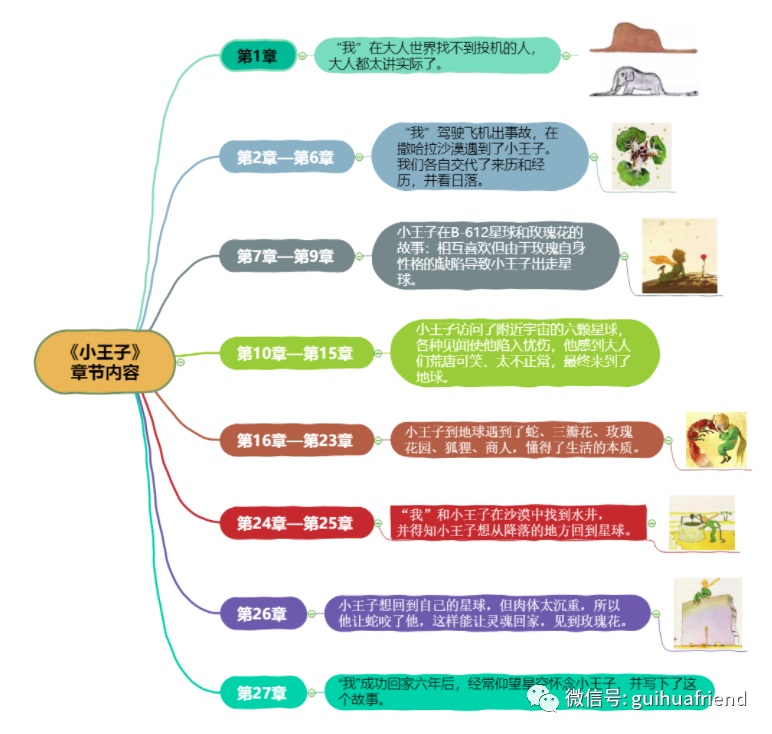 第1章
“我”在大人世界找不到投机的人，
大人都太讲实际了。
第2章—第6章
“我”驾驶飞机出事故，在
撒哈拉沙漠遇到了小王子。
我们各自交代了来历和经
历，并看日落。
第7章—第9章
小王子在B-612星球和玫瑰花的
故事：相互喜欢但由于玫瑰自身
性格的缺陷导致小王子出走星
球。
《小王子》
章节内容
第10章—第15章
小王子访问了附近宇宙的六颗星球，
各种见闻使他陷入忧伤，他感到大人
们荒唐可笑、太不正常，最终来到了
地球。
第16章—第23章
小王子到地球遇到了蛇、三瓣花、玫瑰
花园、狐狸、商人，懂得了生活的本质。
第24章—第25章
“我”和小王子在沙漠中找到水井，
并得知小王子想从降落的地方回到星球。
第26章
小王子想回到自己的星球，但肉体太沉重，所以
他让蛇咬了他，这样能让灵魂回家，见到玫瑰花。
第27章
“我”成功回家六年后，经常仰望星空怀念小王子，并写下了这
个故事。
微信号: guihuafriend